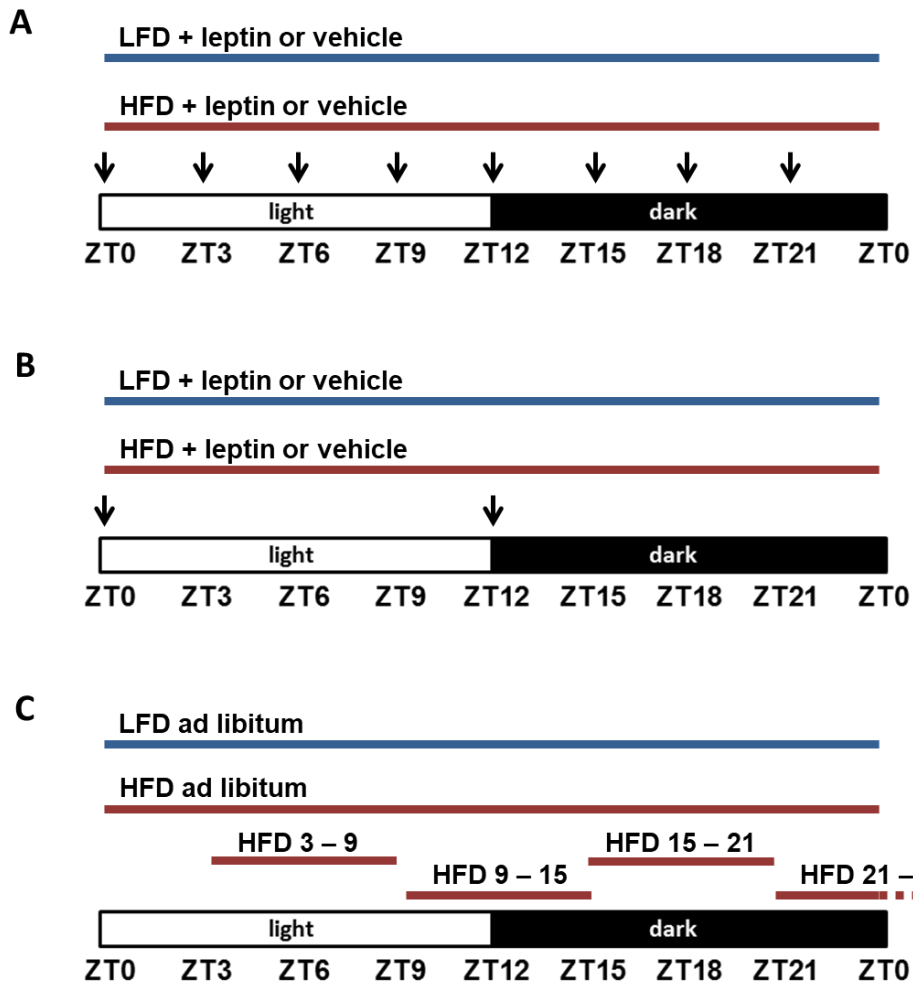 A
LFD + leptin or vehicle
HFD + leptin or vehicle
light dark
ZT0 ZT3 ZT6 ZT9 ZT12 ZT15 ZT18 ZT21 ZT0
B
LFD + leptin or vehicle
HFD + leptin or vehicle
light dark
ZT0 ZT3 ZT6 ZT9 ZT12 ZT15 ZT18 ZT21 ZT0
C
LFD ad libitum
HFD ad libitum
HFD 3 – 9 HFD 15 – 21
HFD 9 – 15 HFD 21 –
light dark
ZT0 ZT3 ZT6 ZT9 ZT12 ZT15 ZT18 ZT21 ZT0